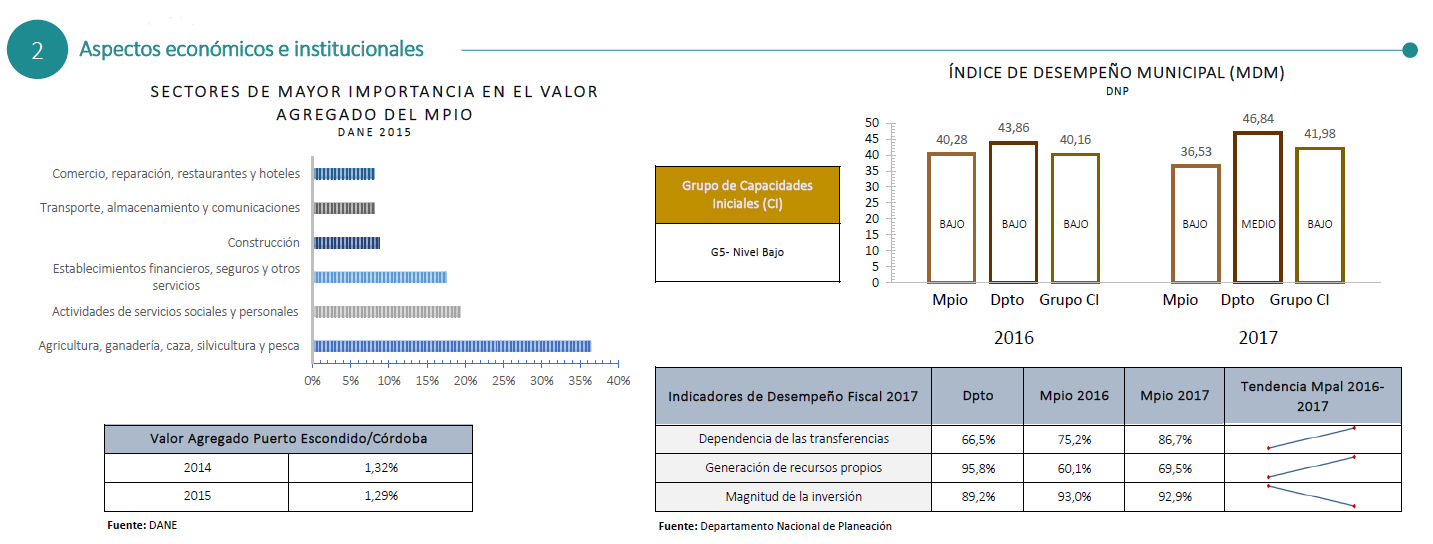 2
Aspectos económicos e institucionales
SECTORES DE MAYOR IMPORTANCIA EN EL VALOR
AGREGADO DEL MPIO
DANE 2015
Comercio, reparación, restaurantes y hoteles
Transporte, almacenamiento y comunicaciones
Construcción
Establecimientos financieros, seguros y otros
servicios
Actividades de servicios sociales y personales
Agricultura, ganadería, caza, silvicultura y pesca
0% 5% 10% 15% 20% 25% 30% 35% 40%
Valor Agregado Puerto Escondido/Córdoba
2014 1,32%
2015 1,29%
Fuente: DANE
ÍNDICE DE DESEMPEÑO MUNICIPAL (MDM)
DNP
Grupo de Capacidades
Iniciales (CI)
G5- Nivel Bajo
50
45
40
35
30
25
20
15
10
5
0
40,28 43,86 40,16 36,53 46,84 41,98
BAJO BAJO BAJO BAJO MEDIO BAJO
Mpio Dpto Grupo CI Mpio Dpto Grupo CI
2016 2017
Indicadores de Desempeño Fiscal 2017 Dpto Mpio 2016 Mpio 2017 Tendencia Mpal 2016-
2017
Dependencia de las transferencias 66,5% 75,2% 86,7%
Generación de recursos propios 95,8% 60,1% 69,5%
Magnitud de la inversión 89,2% 93,0% 92,9%
Fuente: Departamento Nacional de Planeación